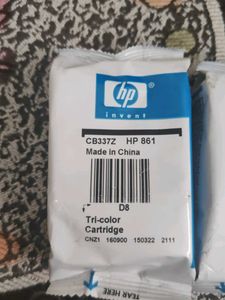 hp
invent
CB337Z HP 861
Made in China
D8
Tri-color
Cartridge
CNZ1 160900 150322 2111
TEAR HERE